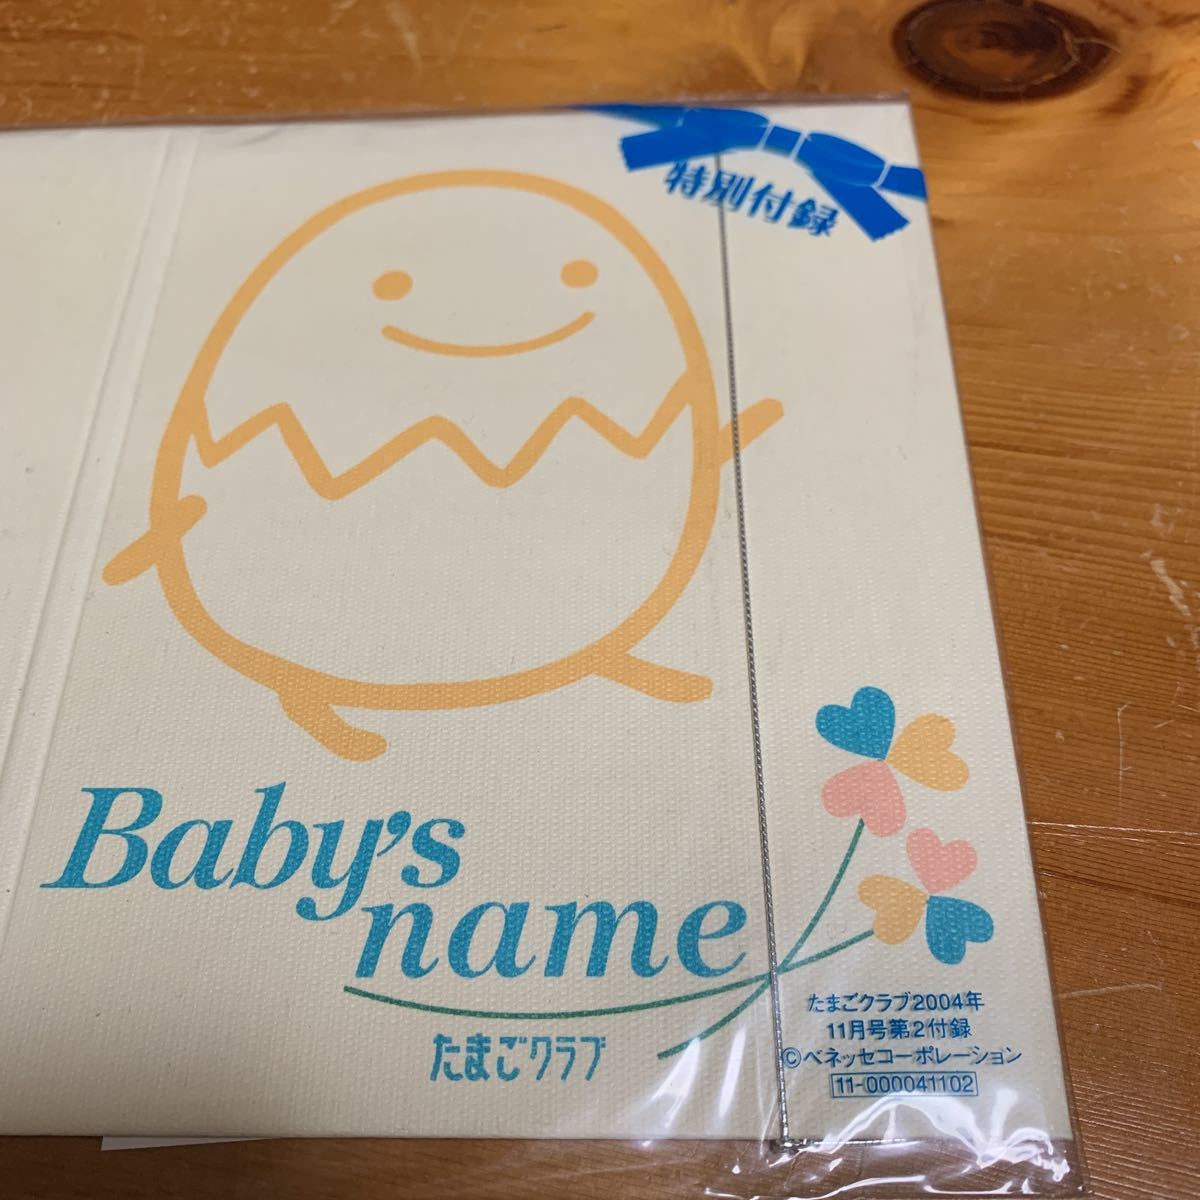 特別付録
Baby's
name
たまごクラブ
たまごクラブ2004年
11月号第2付録
©ベネッセコーポレーション
11-000041102